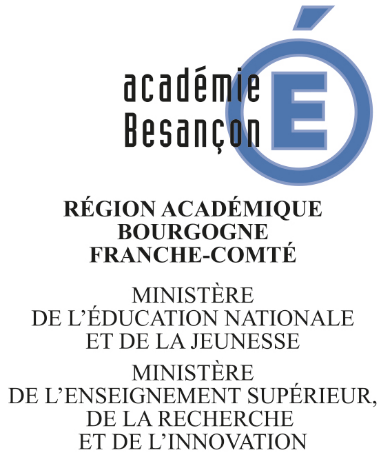 académie
Besançon
É
RÉGION ACADÉMIQUE
BOURGOGNE
FRANCHE-COMTÉ
MINISTÈRE
DE L'ÉDUCATION NATIONALE
ET DE LA JEUNESSE
MINISTÈRE
DE L'ENSEIGNEMENT SUPÉRIEUR,
DE LA RECHERCHE
ET DE L'INNOVATION